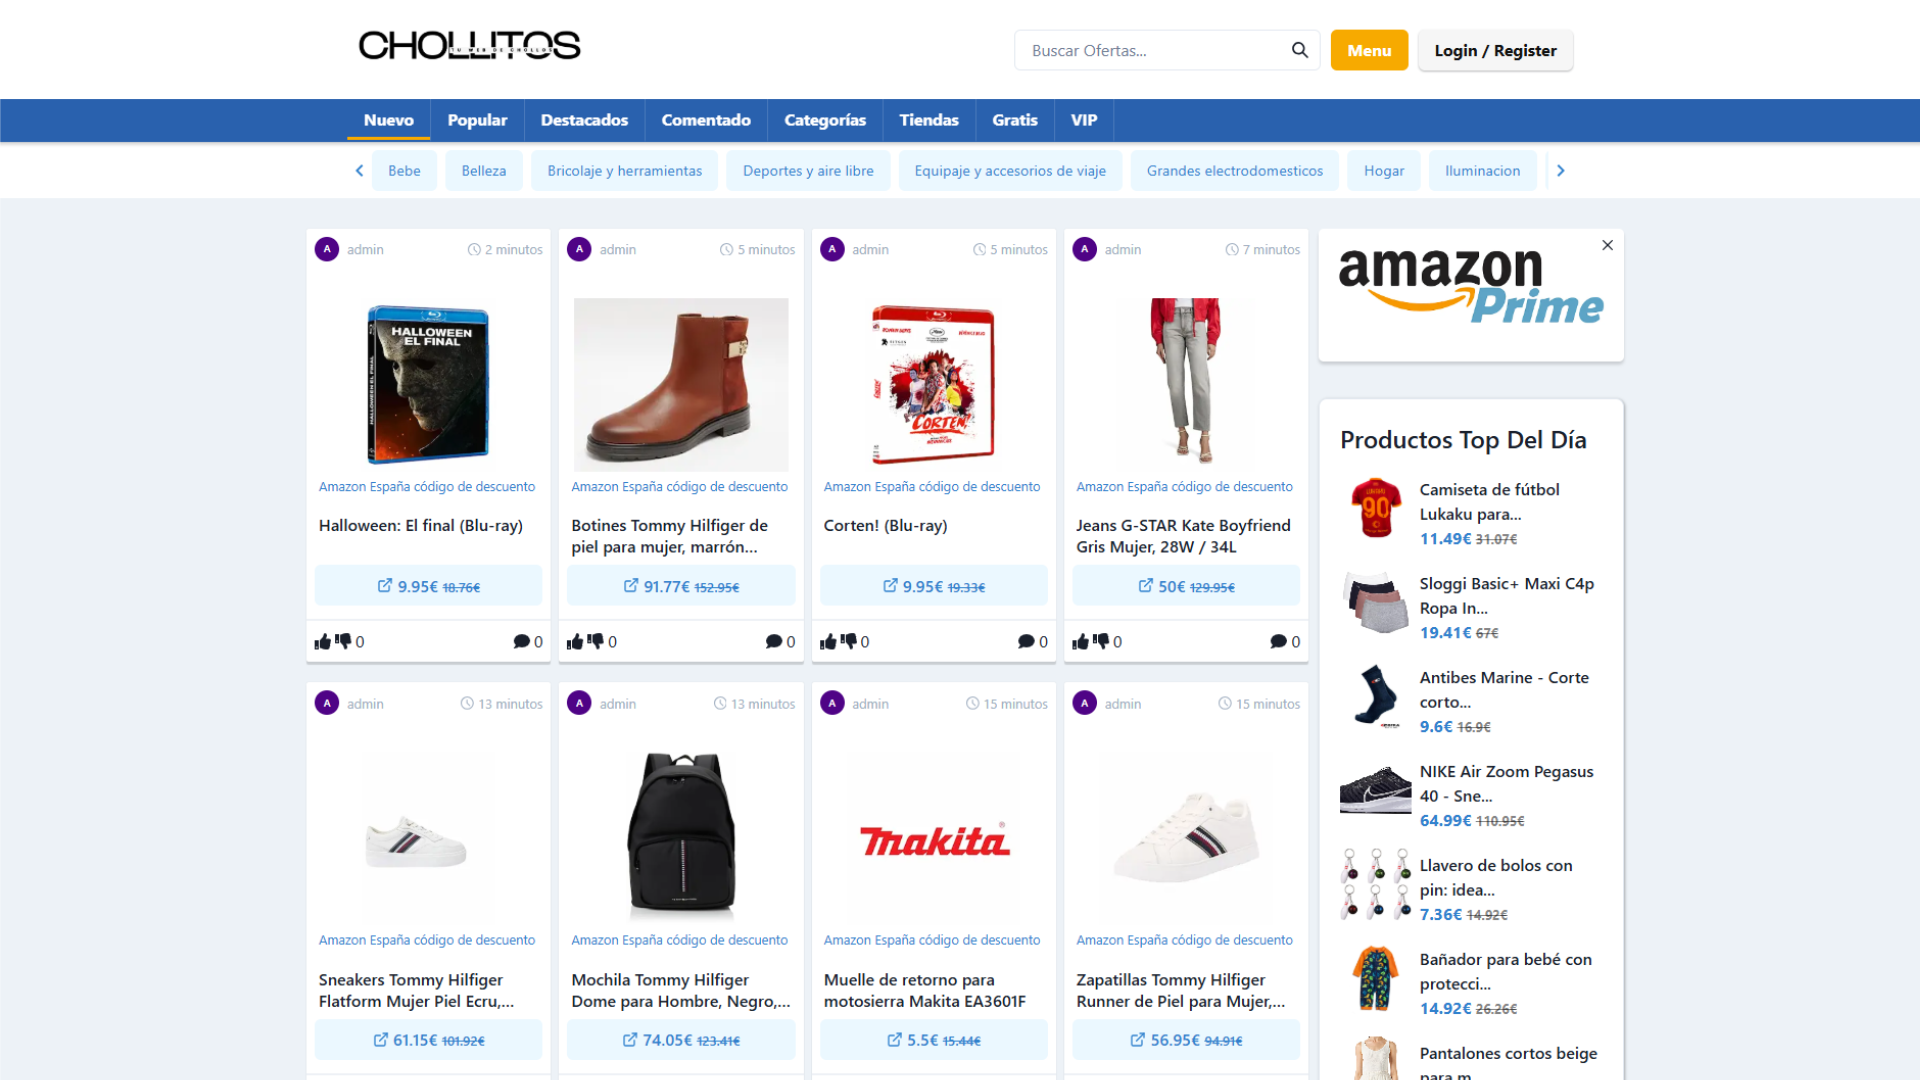 CHOLLITOS
TU WEB DE CHOLLOS
Buscar Ofertas...
Menu
Login / Register
Nuevo
Popular
Destacados
Comentado
Categorías
Tiendas
Gratis
VIP
Bebe
Belleza
Bricolaje y herramientas
Deportes y aire libre
Equipaje y accesorios de viaje
Grandes electrodomesticos
Hogar
Iluminacion
A admin 2 minutos
HALLOWEEN
EL FINAL
Amazon España código de descuento
Halloween: El final (Blu-ray)
9.95€ 18.76€
0 0
A admin 5 minutos
Amazon España código de descuento
Botines Tommy Hilfiger de
piel para mujer, marrón...
91.77€ 152.95€
0 0
A admin 5 minutos
CORTEN!
Amazon España código de descuento
Corten! (Blu-ray)
9.95€ 19.33€
0 0
A admin 7 minutos
Amazon España código de descuento
Jeans G-STAR Kate Boyfriend
Gris Mujer, 28W / 34L
50€ 129.95€
0 0
A admin 13 minutos
Amazon España código de descuento
Sneakers Tommy Hilfiger
Flatform Mujer Piel Ecru,...
61.15€ 101.92€
A admin 13 minutos
Amazon España código de descuento
Mochila Tommy Hilfiger
Dome para Hombre, Negro,...
74.05€ 123.41€
A admin 15 minutos
makita®
Amazon España código de descuento
Muelle de retorno para
motosierra Makita EA3601F
5.5€ 15.44€
A admin 15 minutos
Amazon España código de descuento
Zapatillas Tommy Hilfiger
Runner de Piel para Mujer,...
56.95€ 94.91€
amazon
Prime
Productos Top Del Día
90
Camiseta de fútbol
Lukaku para...
11.49€ 31.07€
Sloggi Basic+ Maxi C4p
Ropa In...
19.41€ 67€
Antibes Marine - Corte
corto...
9.6€ 16.9€
NIKE Air Zoom Pegasus
40 - Sne...
64.99€ 110.95€
Llavero de bolos con
pin: idea...
7.36€ 14.92€
Bañador para bebé con
protecci...
14.92€ 26.26€
Pantalones cortos beige
para m...